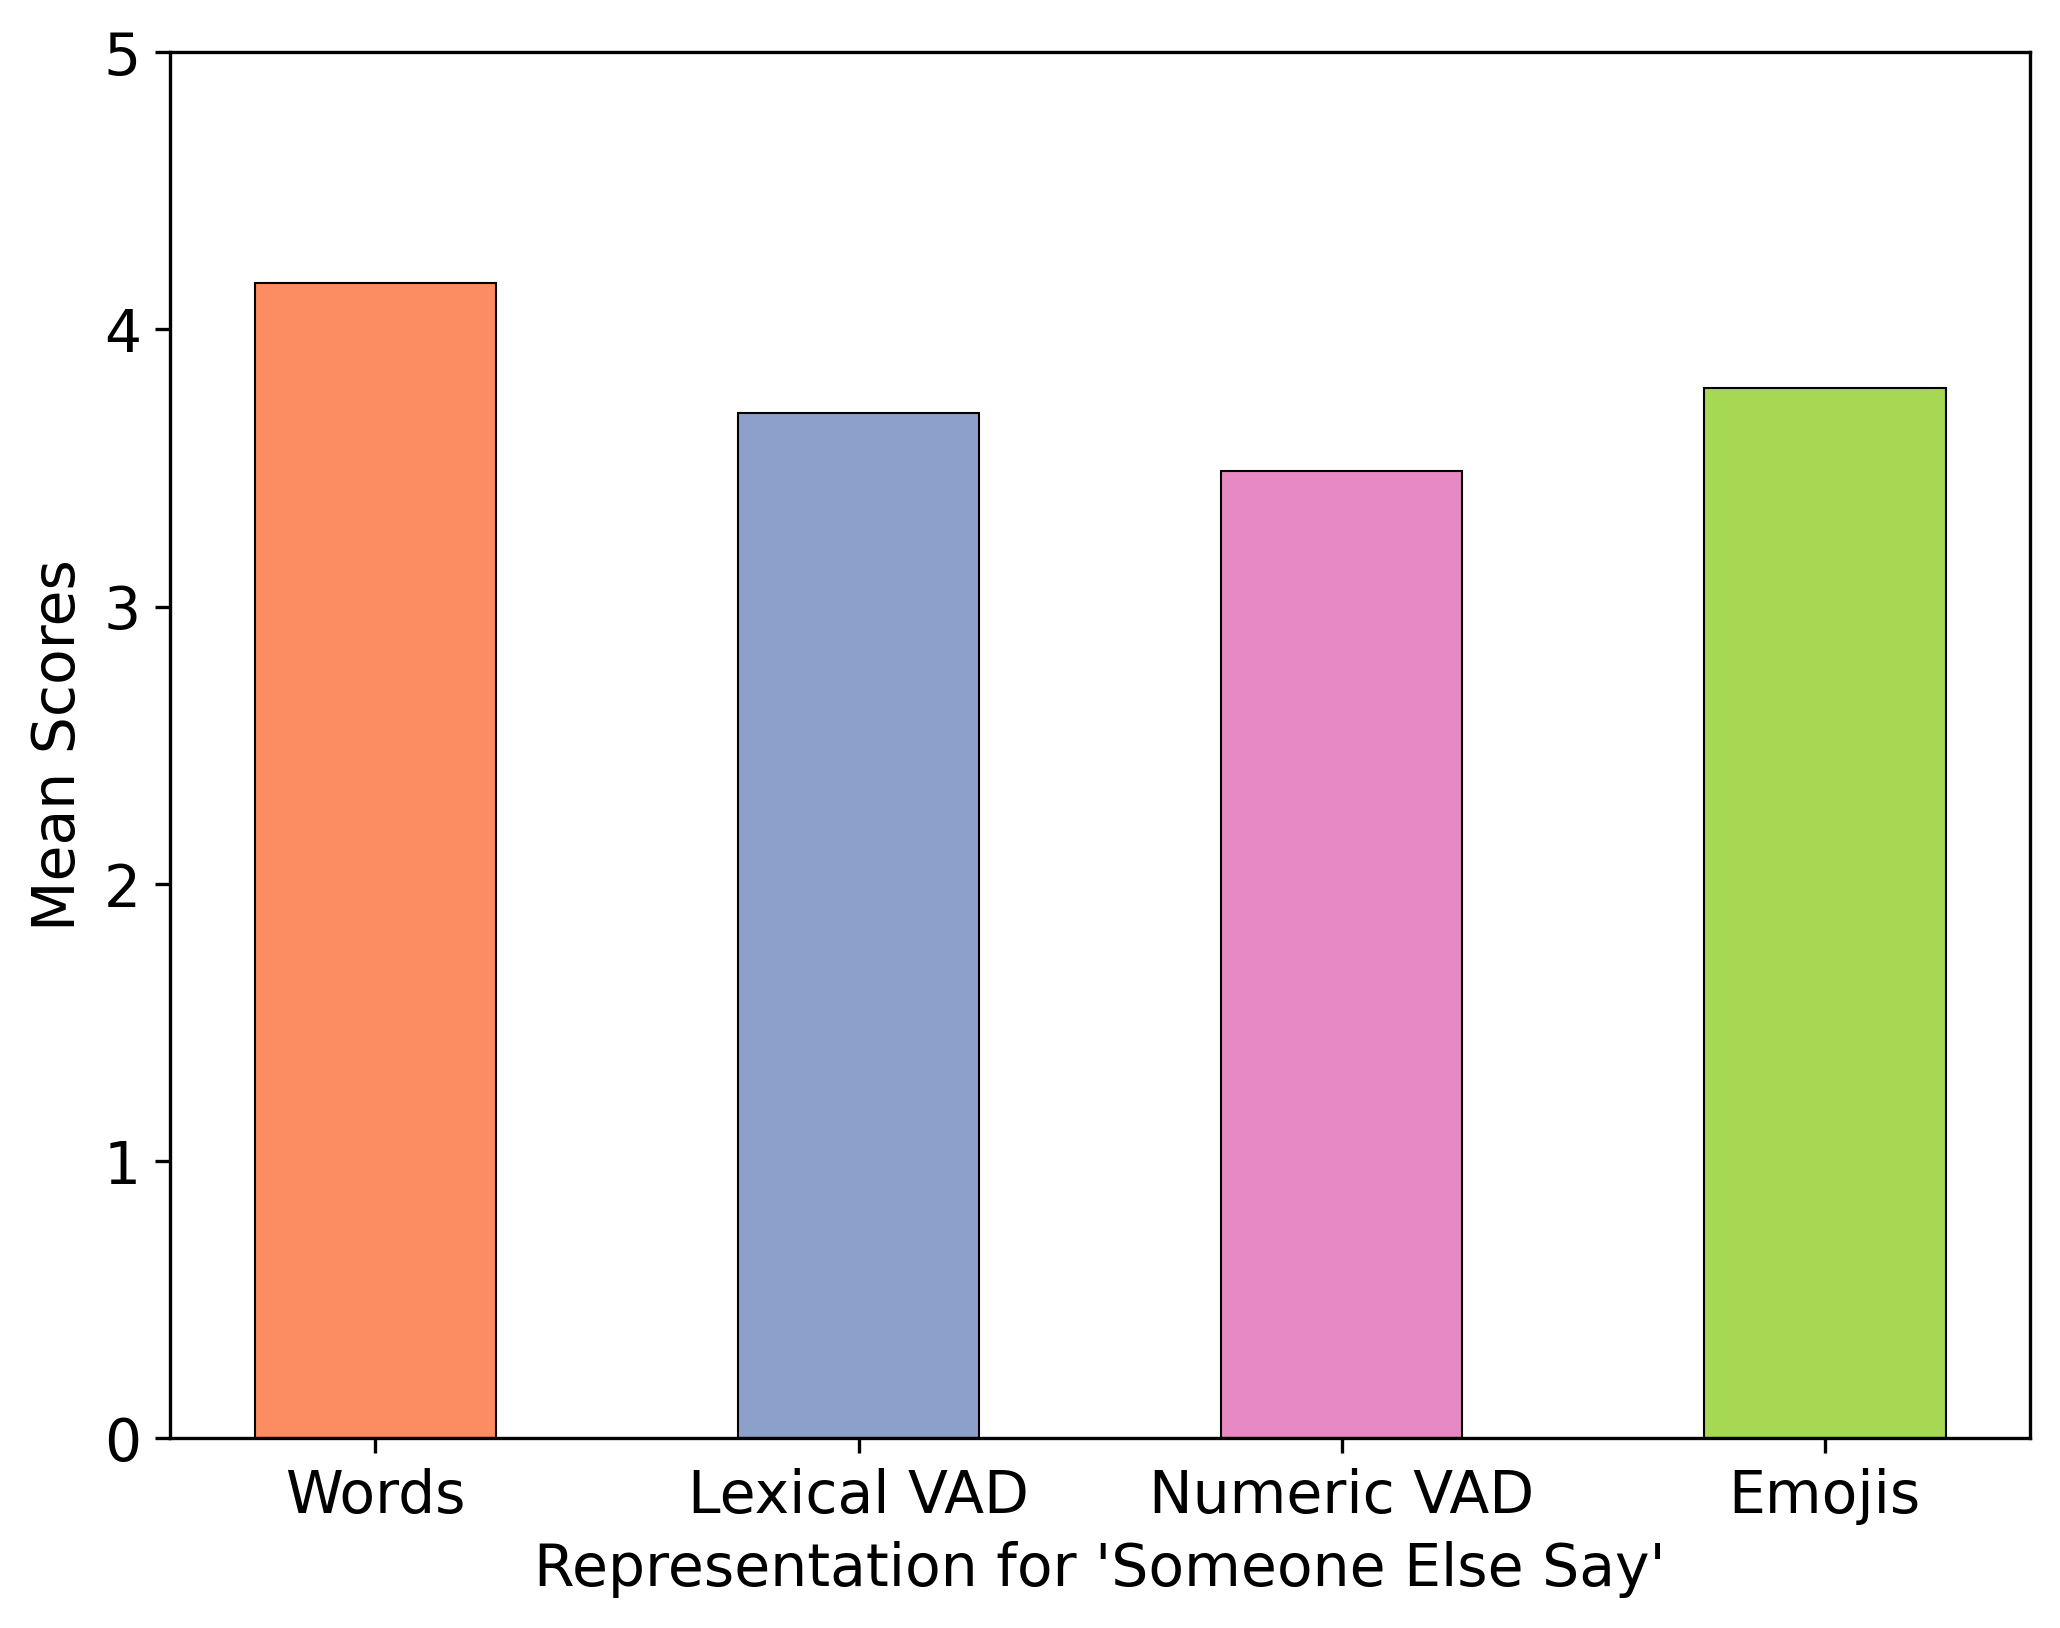 Mean Scores
5
4
3
2
1
0
Words Lexical VAD Numeric VAD Emojis
Representation for 'Someone Else Say'